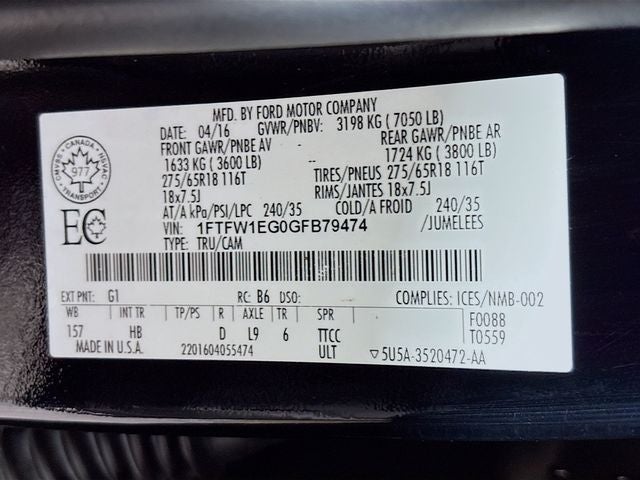 MFD. BY FORD MOTOR COMPANY
DATE: 04/16 GVWR/PNBV: 3198 KG ( 7050 LB)
FRONT GAWR/PNBE AV REAR GAWR/PNBE AR
1633 KG ( 3600 LB) -- 1724 KG ( 3800 LB)
275/65R18 116T TIRES/PNEUS 275/65R18 116T
18x7.5J -- RIMS/JANTES 18x7.5J
AT/A kPa/PSI/LPC 240/35 COLD/A FROID 240/35
VIN: 1FTFW1EG0GFB79474 /JUMELEES
TYPE: TRU/CAM
CANADA
CMVSS NSVAC
977
TRANSPORT
EC
EXT PNT: G1 RC: B6 DSO: COMPLIES: ICES/NMB-002
WB INT TR TP/PS R AXLE TR SPR F0088
157 HB D L9 6 TTCC T0559
MADE IN U.S.A. 2201604055474 ULT ▽5U5A-3520472-AA